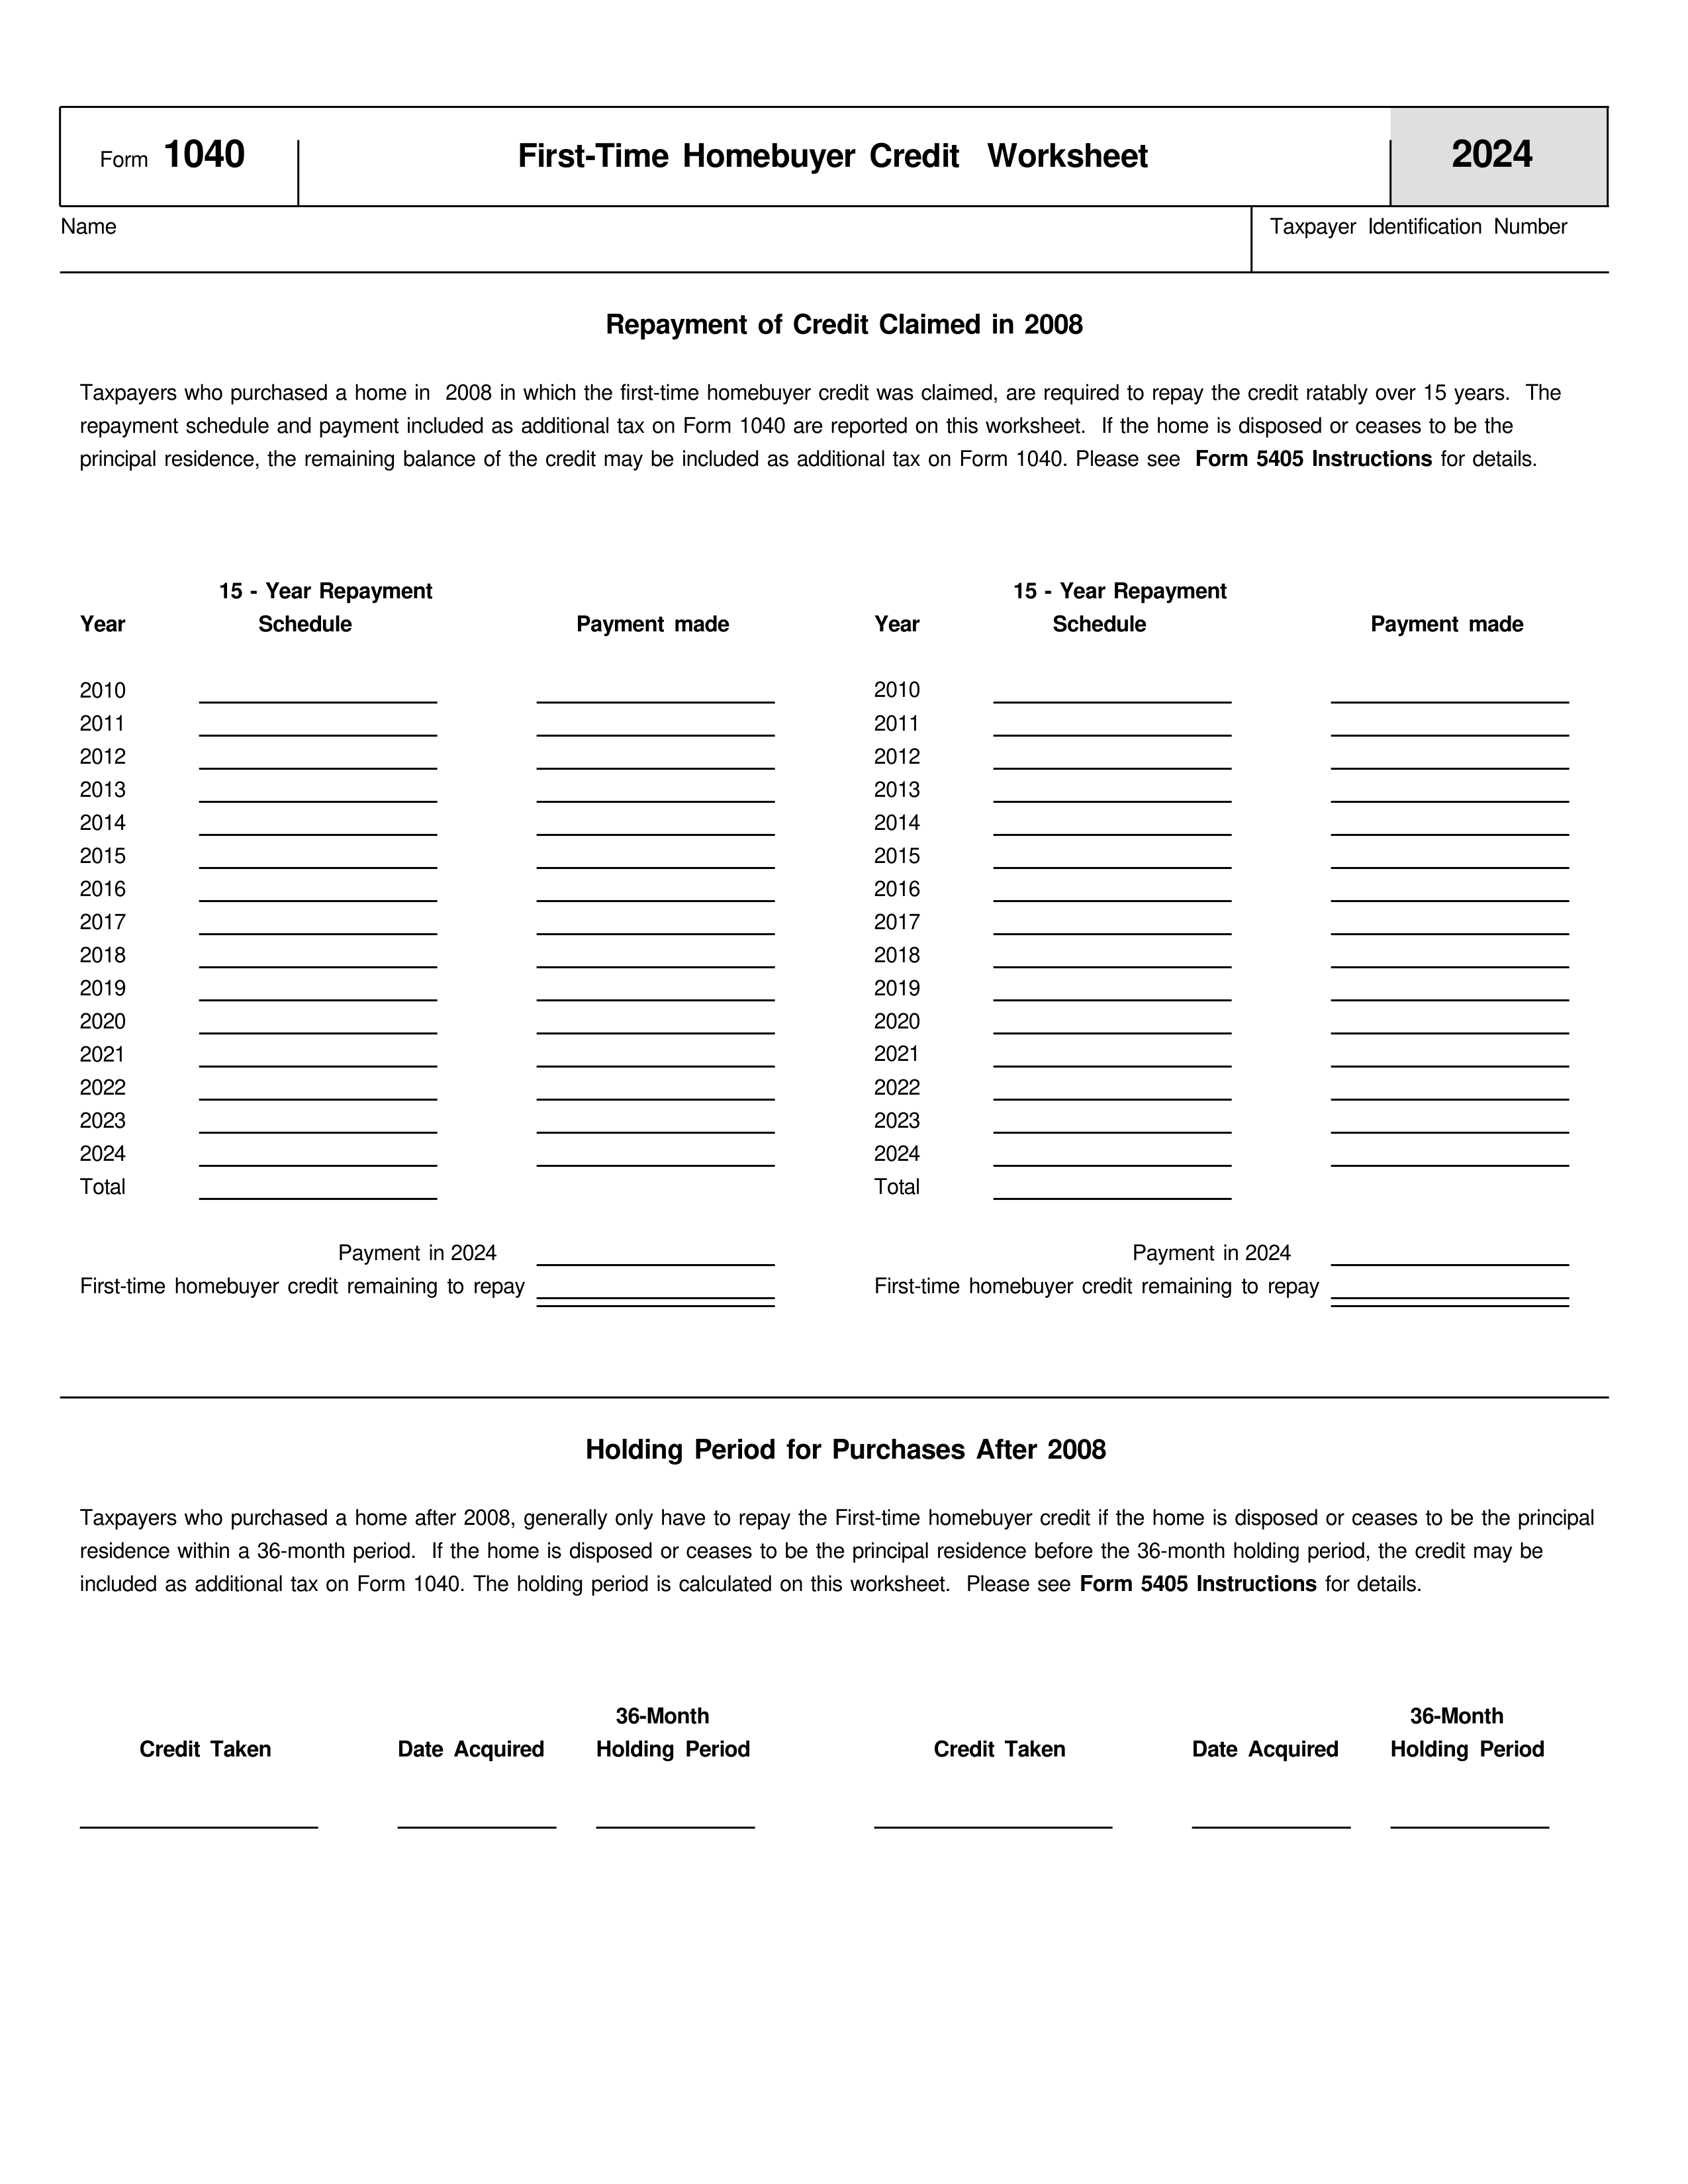 Form 1040 First-Time Homebuyer Credit Worksheet 2024
Name Taxpayer Identification Number
Repayment of Credit Claimed in 2008
Taxpayers who purchased a home in 2008 in which the first-time homebuyer credit was claimed, are required to repay the credit ratably over 15 years. The
repayment schedule and payment included as additional tax on Form 1040 are reported on this worksheet. If the home is disposed or ceases to be the
principal residence, the remaining balance of the credit may be included as additional tax on Form 1040. Please see Form 5405 Instructions for details.
15 - Year Repayment 15 - Year Repayment
Year Schedule Payment made Year Schedule Payment made
2010 2010
2011 2011
2012 2012
2013 2013
2014 2014
2015 2015
2016 2016
2017 2017
2018 2018
2019 2019
2020 2020
2021 2021
2022 2022
2023 2023
2024 2024
Total Total
Payment in 2024 Payment in 2024
First-time homebuyer credit remaining to repay First-time homebuyer credit remaining to repay
Holding Period for Purchases After 2008
Taxpayers who purchased a home after 2008, generally only have to repay the First-time homebuyer credit if the home is disposed or ceases to be the principal
residence within a 36-month period. If the home is disposed or ceases to be the principal residence before the 36-month holding period, the credit may be
included as additional tax on Form 1040. The holding period is calculated on this worksheet. Please see Form 5405 Instructions for details.
36-Month 36-Month
Credit Taken Date Acquired Holding Period Credit Taken Date Acquired Holding Period